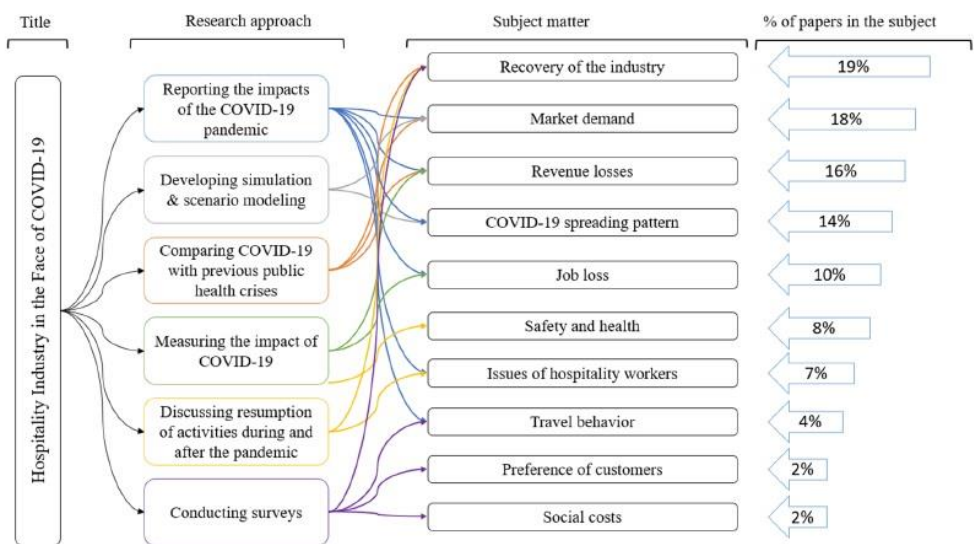 Title
Research approach
Subject matter
% of papers in the subject
Hospitality Industry in the Face of COVID-19
Reporting the impacts
of the COVID-19
pandemic
Developing simulation
& scenario modeling
Comparing COVID-19
with previous public
health crises
Measuring the impact of
COVID-19
Discussing resumption
of activities during and
after the pandemic
Conducting surveys
Recovery of the industry
Market demand
Revenue losses
COVID-19 spreading pattern
Job loss
Safety and health
Issues of hospitality workers
Travel behavior
Preference of customers
Social costs
19%
18%
16%
14%
10%
8%
7%
4%
2%
2%